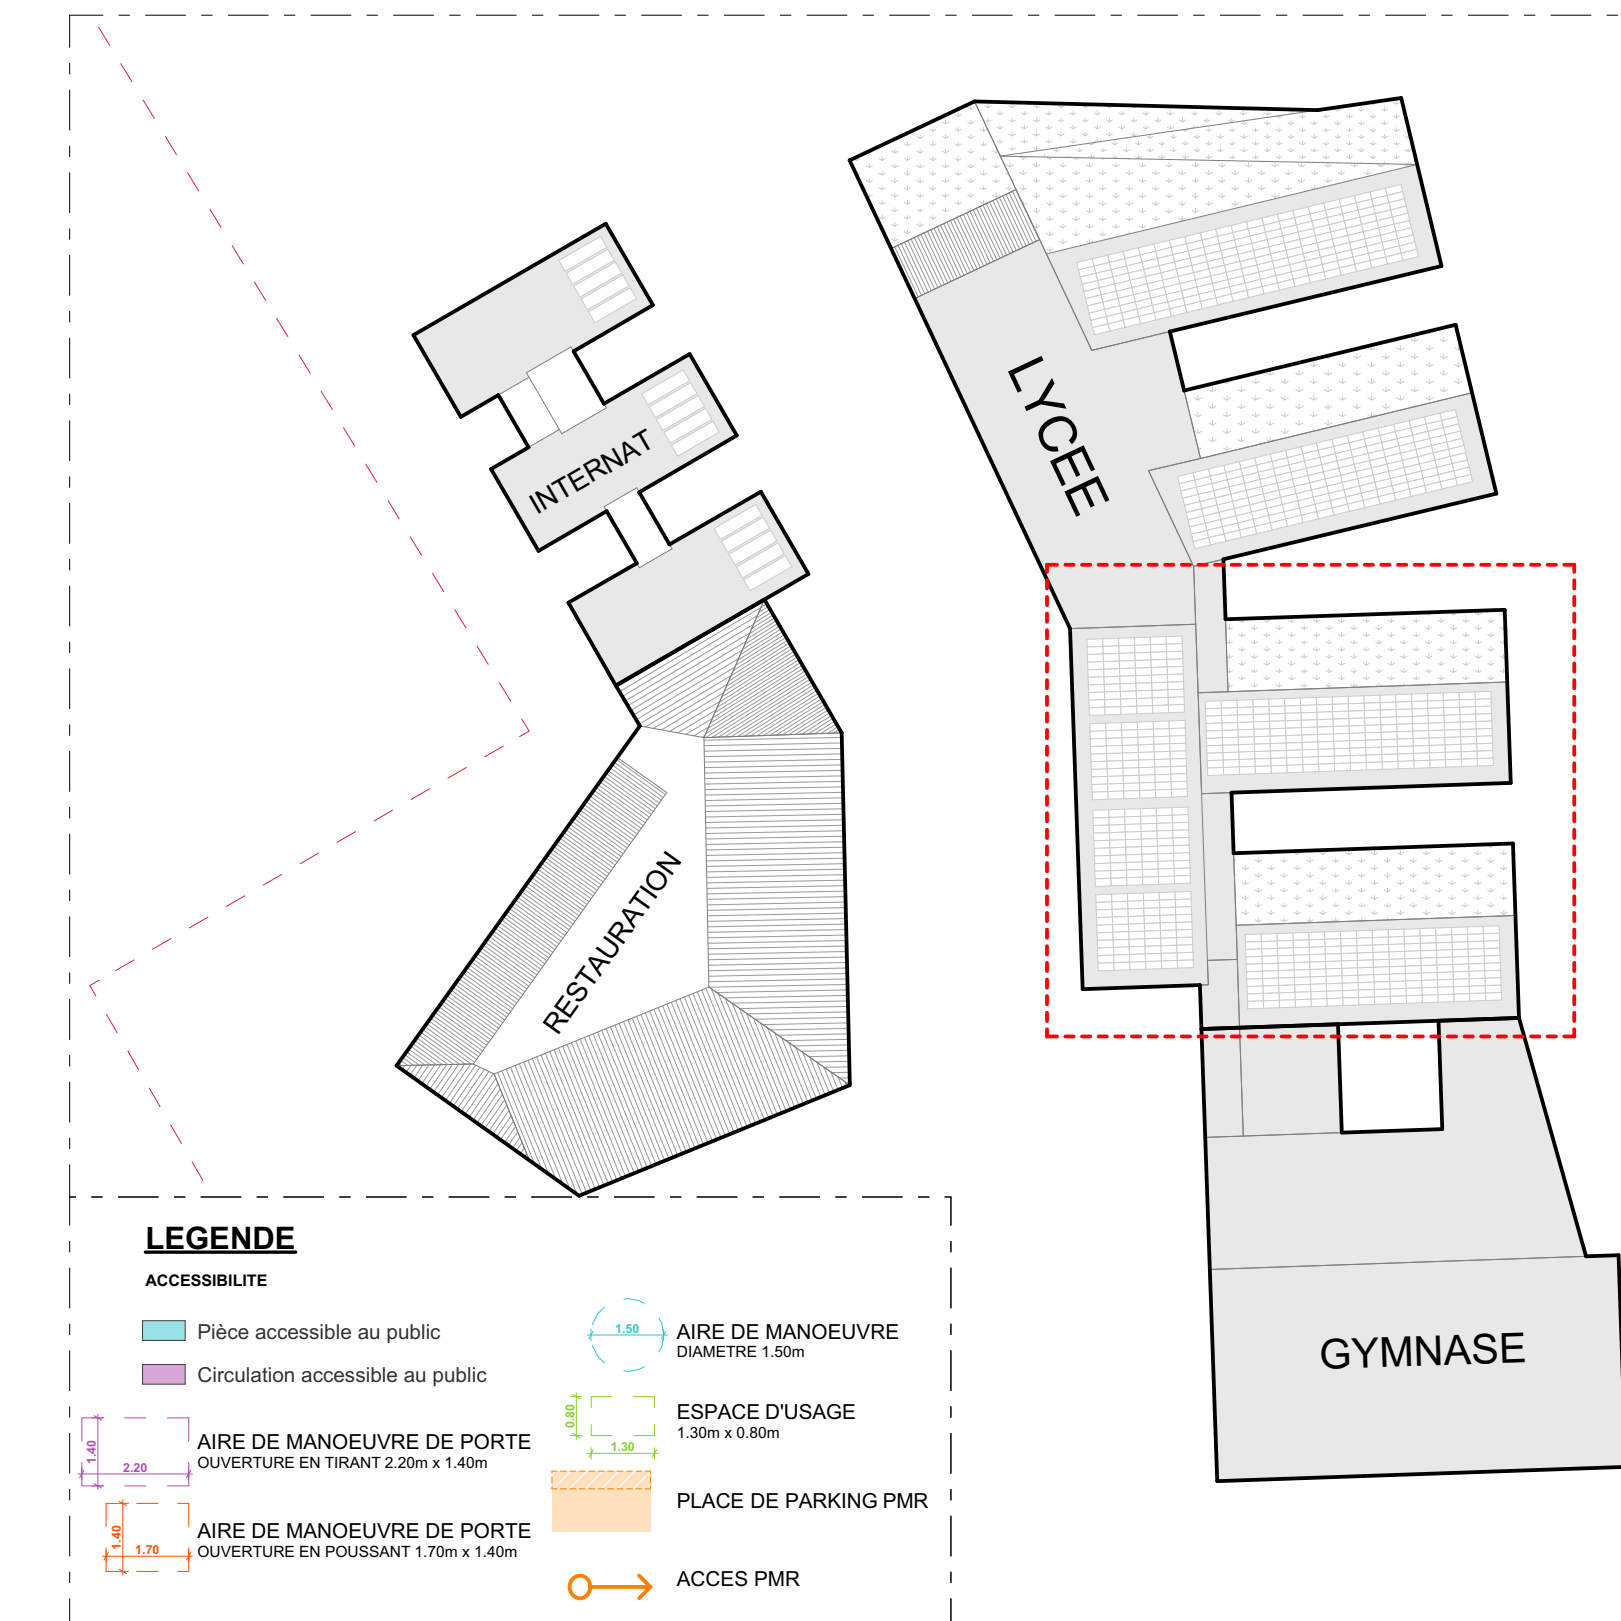 LYCEE
INTERNAT
RESTAURATION
GYMNASE
LEGENDE
ACCESSIBILITE
Pièce accessible au public
Circulation accessible au public
1.40
2.20
AIRE DE MANOEUVRE DE PORTE
OUVERTURE EN TIRANT 2.20m x 1.40m
1.40
1.70
AIRE DE MANOEUVRE DE PORTE
OUVERTURE EN POUSSANT 1.70m x 1.40m
1.50
AIRE DE MANOEUVRE
DIAMETRE 1.50m
0.80
1.30
ESPACE D'USAGE
1.30m x 0.80m
PLACE DE PARKING PMR
ACCES PMR